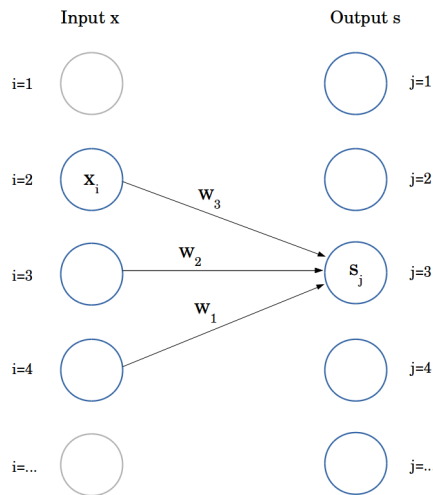 Input x Output s
i=1 j=1
i=2 X_i j=2
W_3
i=3 W_2 S_j j=3
W_1
i=4 j=4
i=... j=..